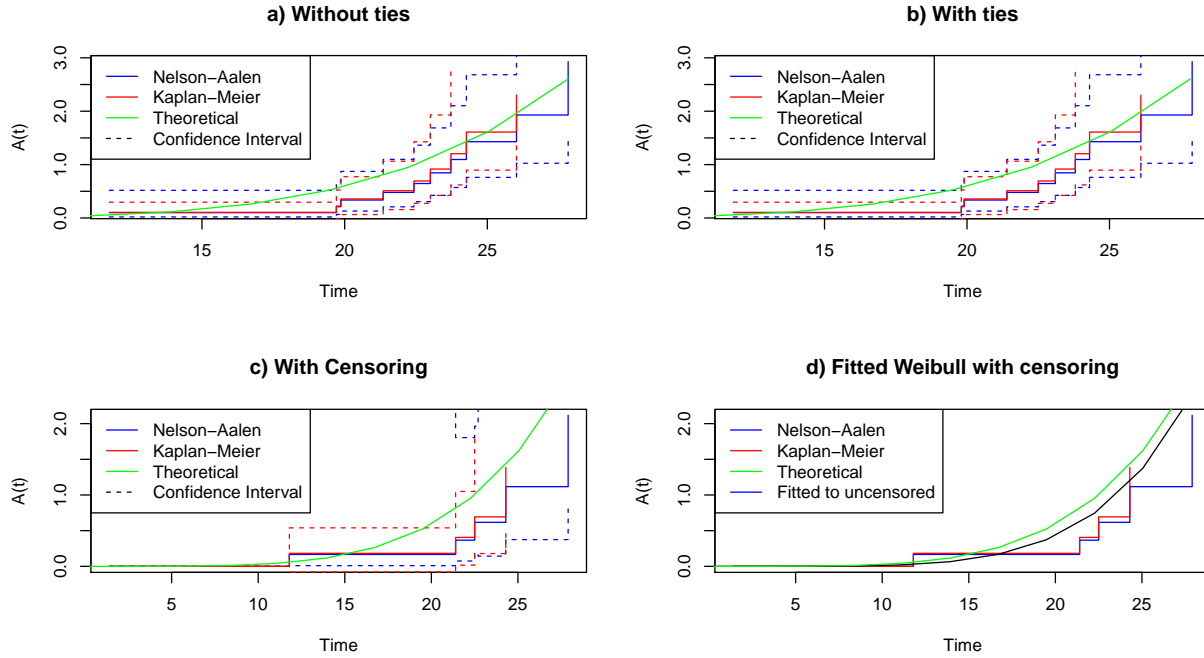 a) Without ties
A(t)
3.0
2.0
1.0
0.0
Nelson−Aalen
Kaplan−Meier
Theoretical
Confidence Interval
15 20 25
Time
b) With ties
A(t)
3.0
2.0
1.0
0.0
Nelson−Aalen
Kaplan−Meier
Theoretical
Confidence Interval
15 20 25
Time
c) With Censoring
A(t)
2.0
1.0
0.0
Nelson−Aalen
Kaplan−Meier
Theoretical
Confidence Interval
5 10 15 20 25
Time
d) Fitted Weibull with censoring
A(t)
2.0
1.0
0.0
Nelson−Aalen
Kaplan−Meier
Theoretical
Fitted to uncensored
5 10 15 20 25
Time